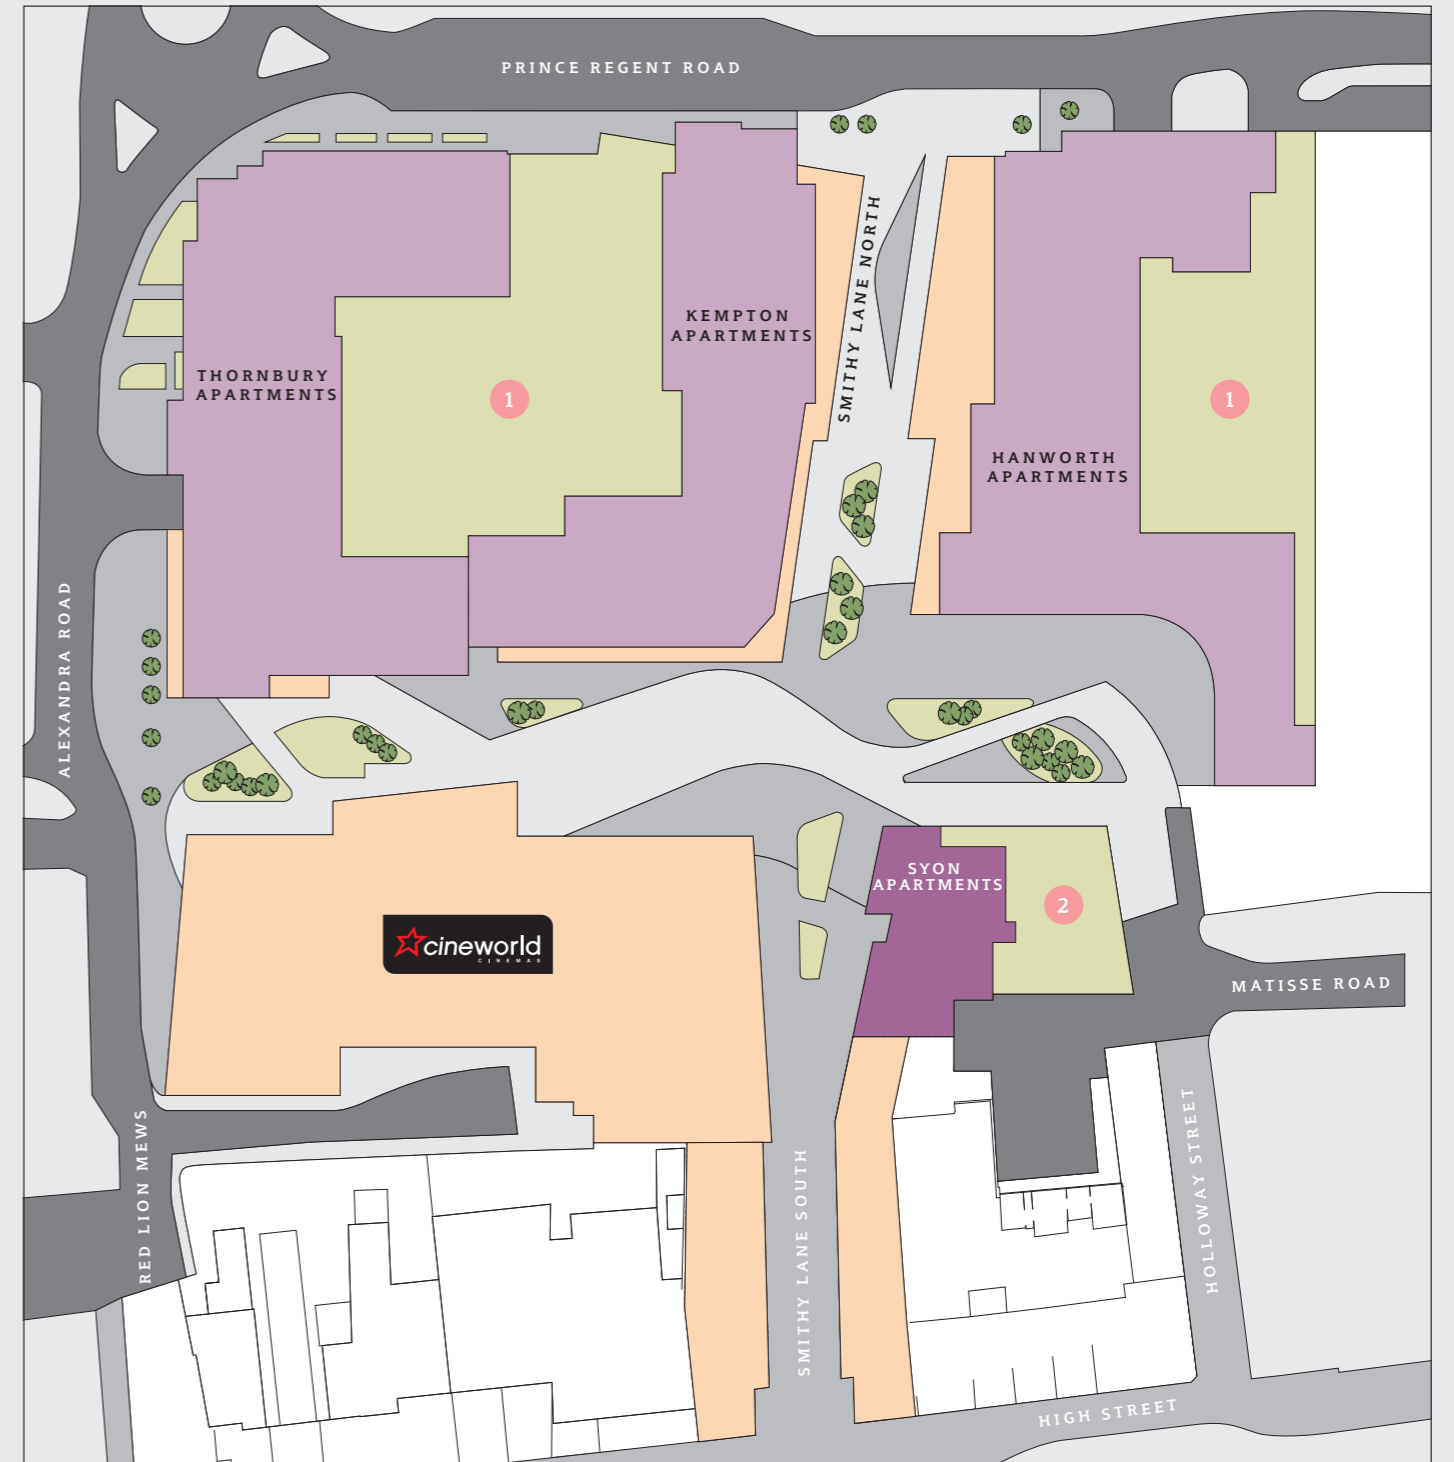 PRINCE REGENT ROAD
SMITHY LANE NORTH
KEMPTON
APARTMENTS
THORNBURY
APARTMENTS
1
1
HANWORTH
APARTMENTS
ALEXANDRA ROAD
SYON
APARTMENTS
2
cineworld
CINEMAS
MATISSE ROAD
RED LION MEWS
SMITHY LANE SOUTH
HOLLOWAY STREET
HIGH STREET